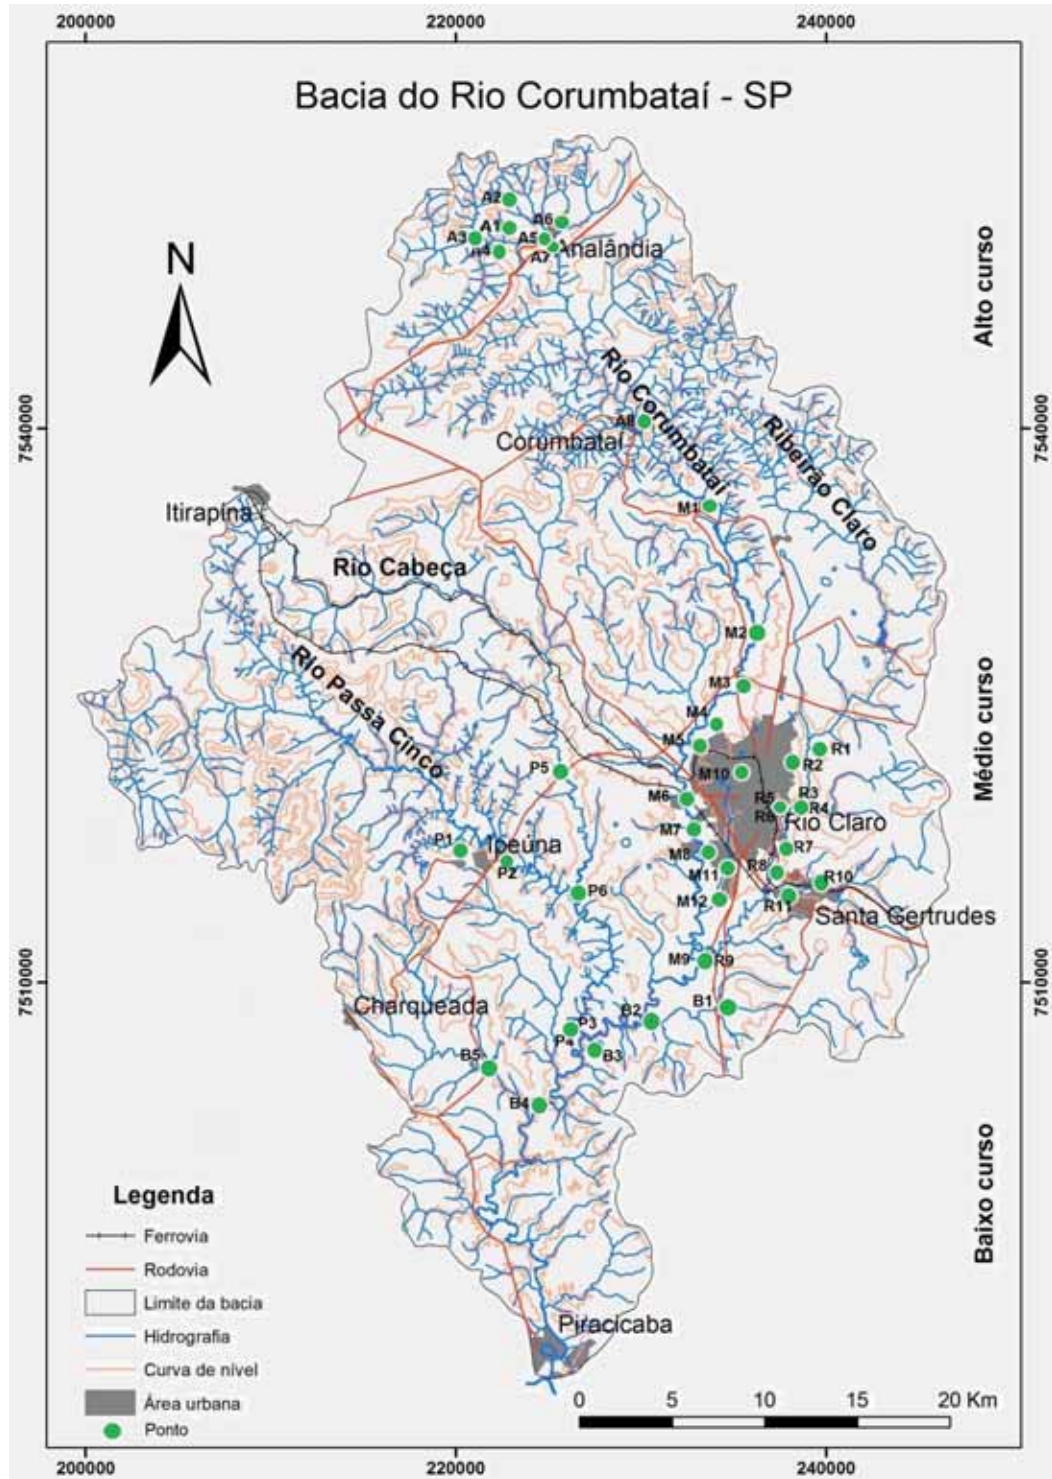 200000 220000 240000
Bacia do Rio Corumbataí - SP
N
A2
A6
A1
A3
A5
A4
A7
Analândia
Alto curso
Rio Corumbataí
7540000
7540000
A8
Corumbataí
Ribeirão Claro
M1
Itirapina
Rio Cabeça
M2
Rio Passa Cinco
M3
Médio curso
M4
M5
R1
R2
P5
M10
M6
R5
R3
R4
R6
Rio Claro
M7
P1
Ipeúna
P2
M8
R7
M11
R8
R10
P6
M12
R11
Santa Gertrudes
M9
R9
7510000
7510000
Charqueada
B1
B2
P3
P4
B3
B5
B4
Baixo curso
Legenda
Ferrovia
Rodovia
Limite da bacia
Hidrografia
Curva de nível
Área urbana
Ponto
Piracicaba
0 5 10 15 20 Km
200000 220000 240000